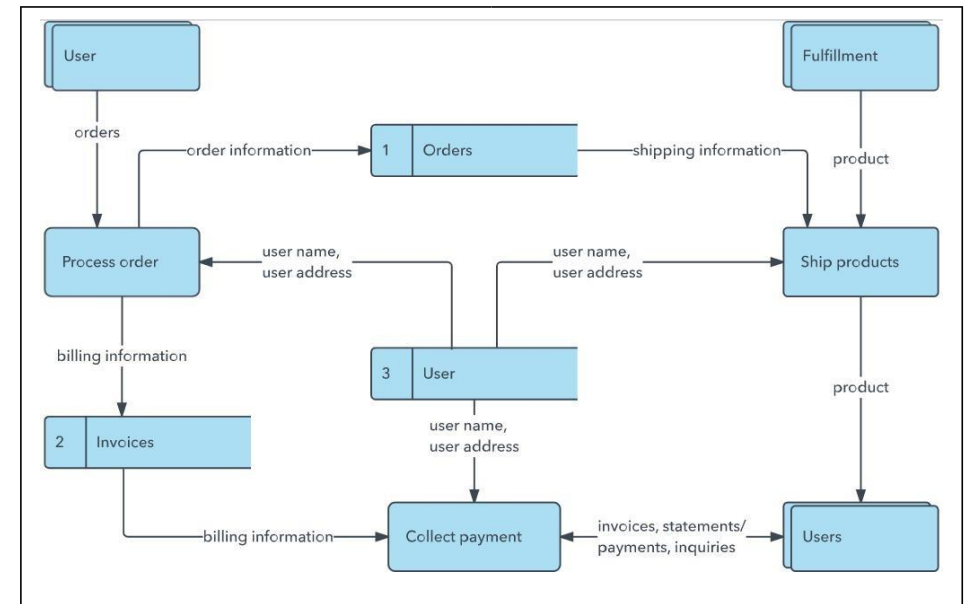 User
Fulfillment
orders
order information
1
Orders
shipping information
product
Process order
user name,
user address
user name,
user address
Ship products
billing information
3
User
product
2
Invoices
user name,
user address
billing information
Collect payment
invoices, statements/
payments, inquiries
Users